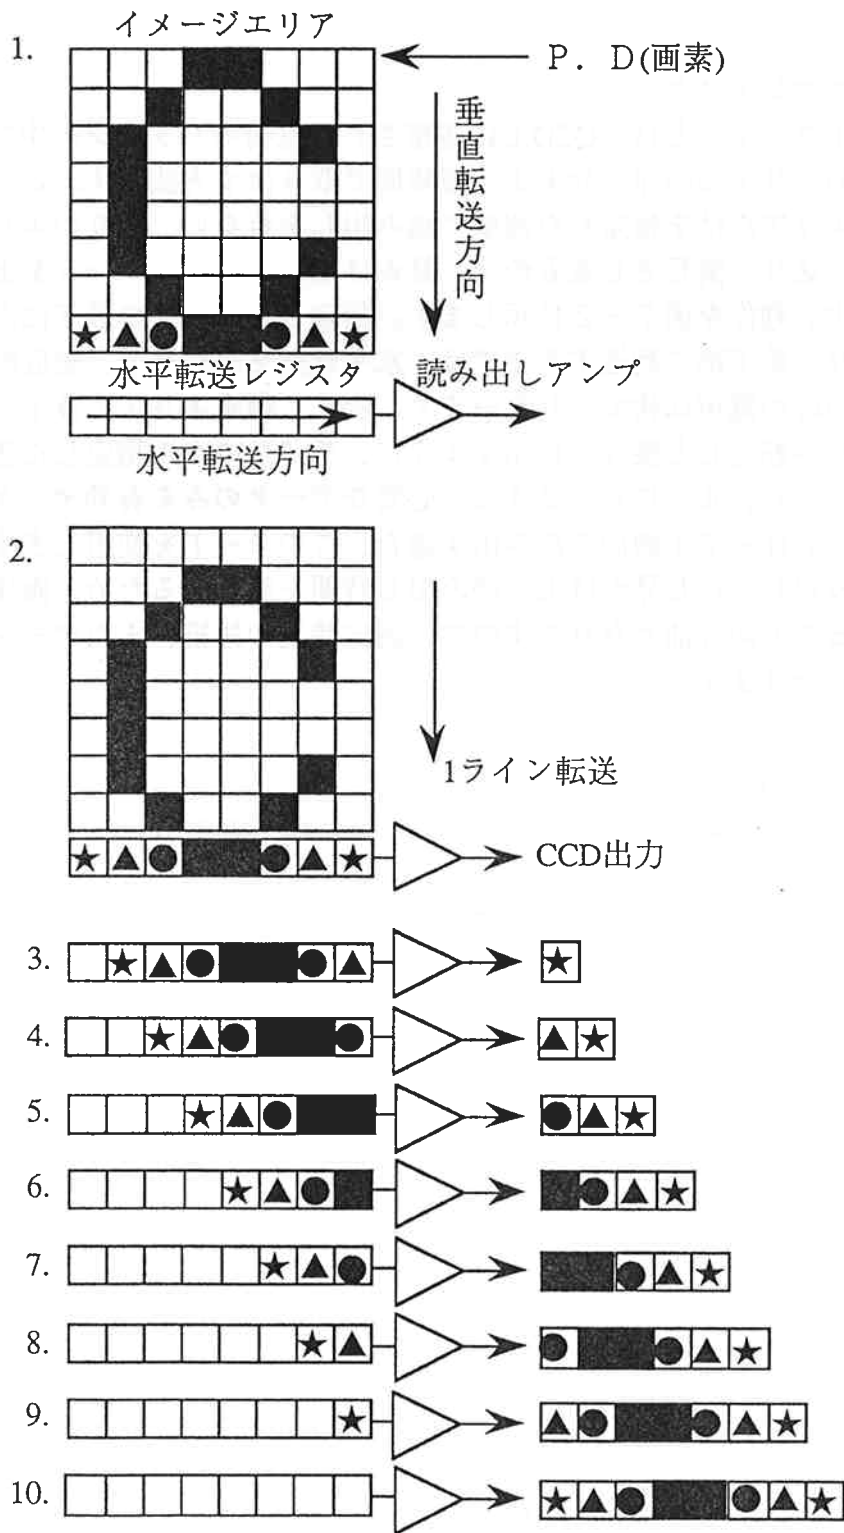 イメージエリア
1.
P. D(画素)
垂直転送方向
水平転送レジスタ
読み出しアンプ
水平転送方向
2.
1ライン転送
CCD出力
3.
4.
5.
6.
7.
8.
9.
10.